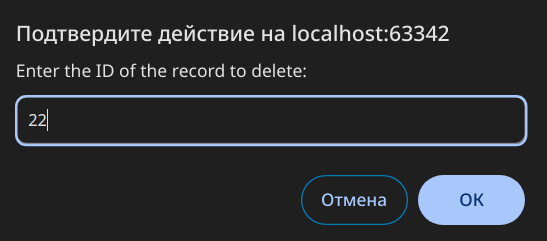 Подтвердите действие на localhost:63342
Enter the ID of the record to delete:
22
Отмена OK